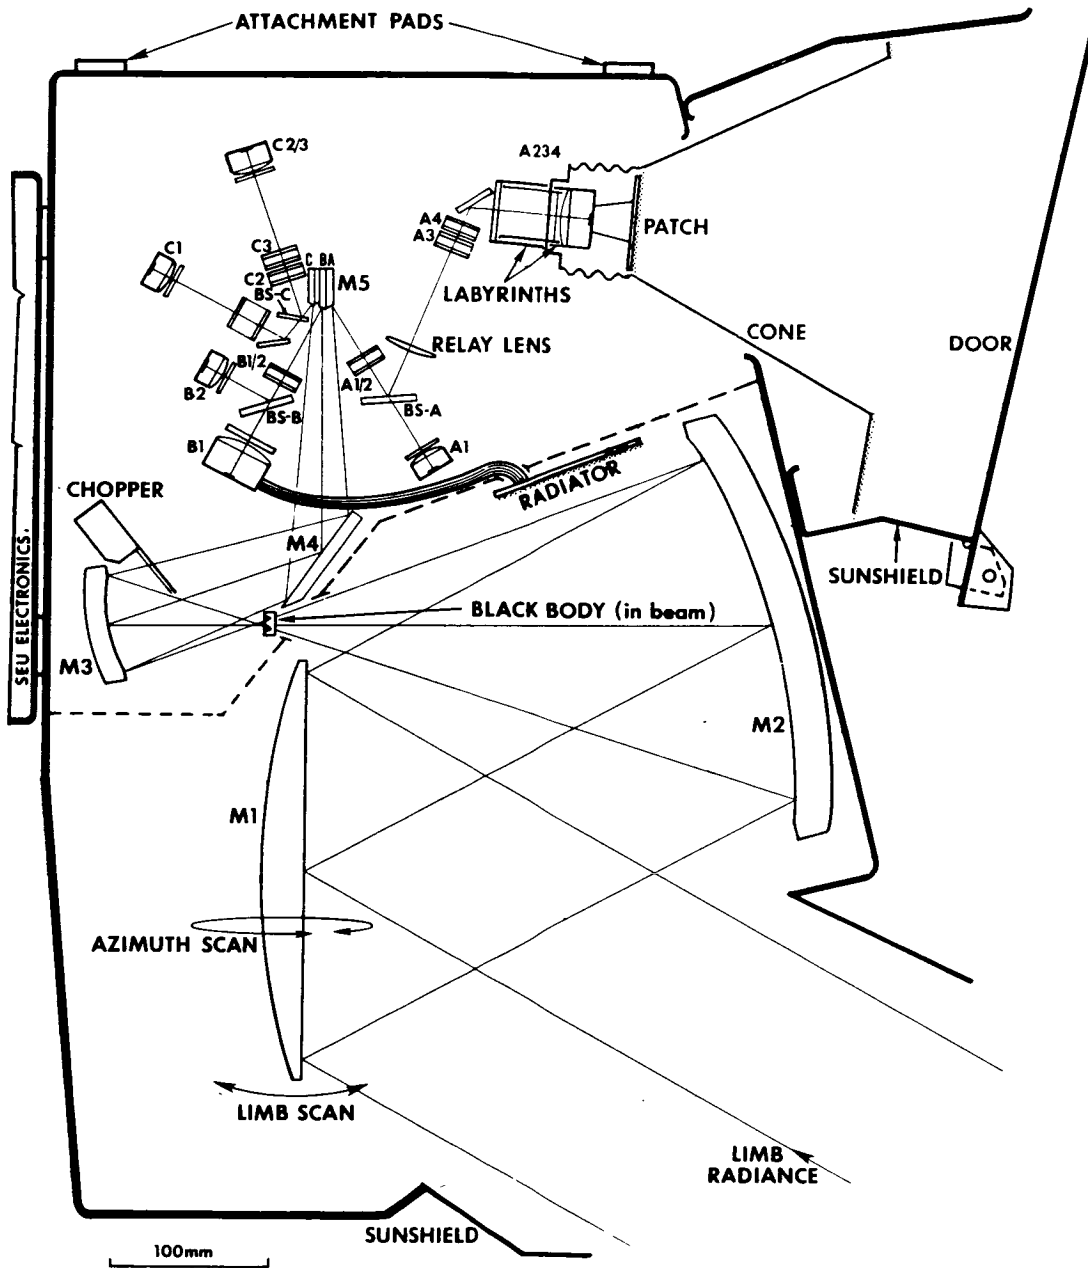 ATTACHMENT PADS
C2/3
A234
A4
A3
PATCH
C1
C3
C2
C BA
M5
BS-C
LABYRINTHS
CONE
DOOR
RELAY LENS
B1/2
A1/2
B2
BS-B
BS-A
B1
A1
RADIATOR
CHOPPER
M4
SUNSHIELD
BLACK BODY (in beam)
SEU ELECTRONICS.
M3
M2
M1
AZIMUTH SCAN
LIMB SCAN
LIMB
RADIANCE
SUNSHIELD
100mm